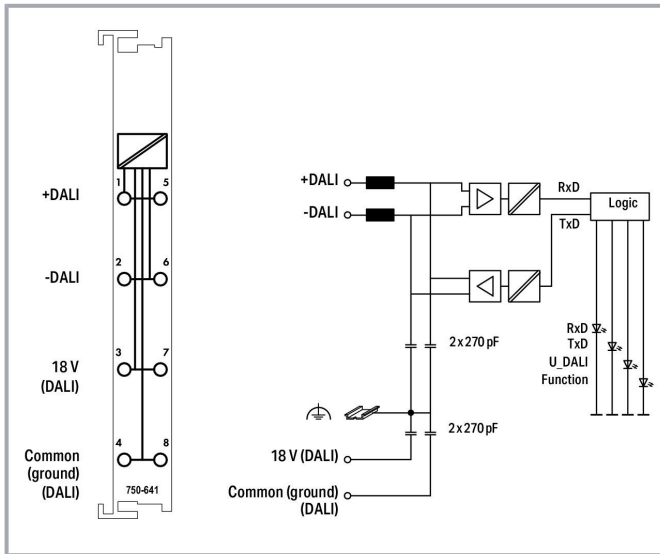 1
5
+DALI
2
6
-DALI
3
7
18 V
(DALI)
4
8
Common
(ground)
(DALI)
750-641
+DALI
-DALI
RxD
TxD
Logic
2 x 270 pF
RxD
TxD
U_DALI
Function
2 x 270 pF
18 V (DALI)
Common (ground)
(DALI)